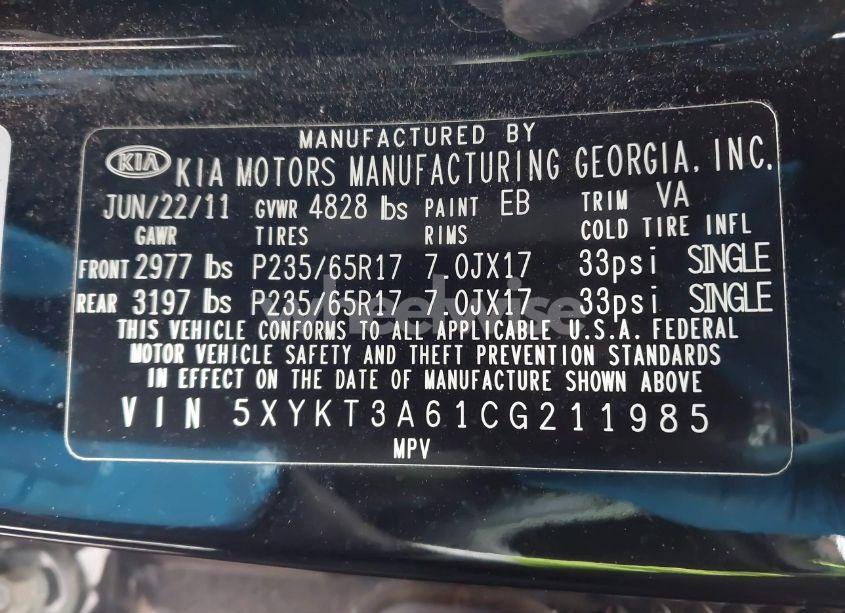 MANUFACTURED BY
KIA KIA MOTORS MANUFACTURING GEORGIA, INC.
JUN/22/11 GVWR 4828 lbs PAINT EB TRIM VA
GAWR TIRES RIMS COLD TIRE INFL
FRONT 2977 lbs P235/65R17 7.0JX17 33psi SINGLE
REAR 3197 lbs P235/65R17 7.0JX17 33psi SINGLE
THIS VEHICLE CONFORMS TO ALL APPLICABLE U.S.A. FEDERAL
MOTOR VEHICLE SAFETY AND THEFT PREVENTION STANDARDS
IN EFFECT ON THE DATE OF MANUFACTURE SHOWN ABOVE
VIN 5XYKT3A61CG211985
MPV
wheelwise